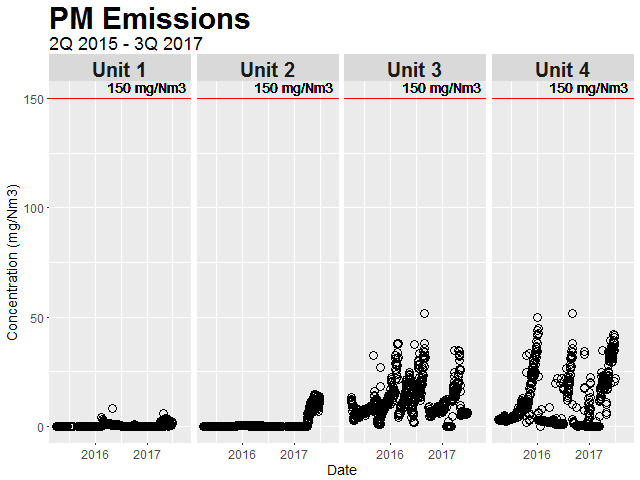 PM Emissions
2Q 2015 - 3Q 2017
Unit 1 Unit 2 Unit 3 Unit 4
150 mg/Nm3 150 mg/Nm3 150 mg/Nm3 150 mg/Nm3
150
100
50
0
Concentration (mg/Nm3)
2016 2017 2016 2017 2016 2017 2016 2017
Date